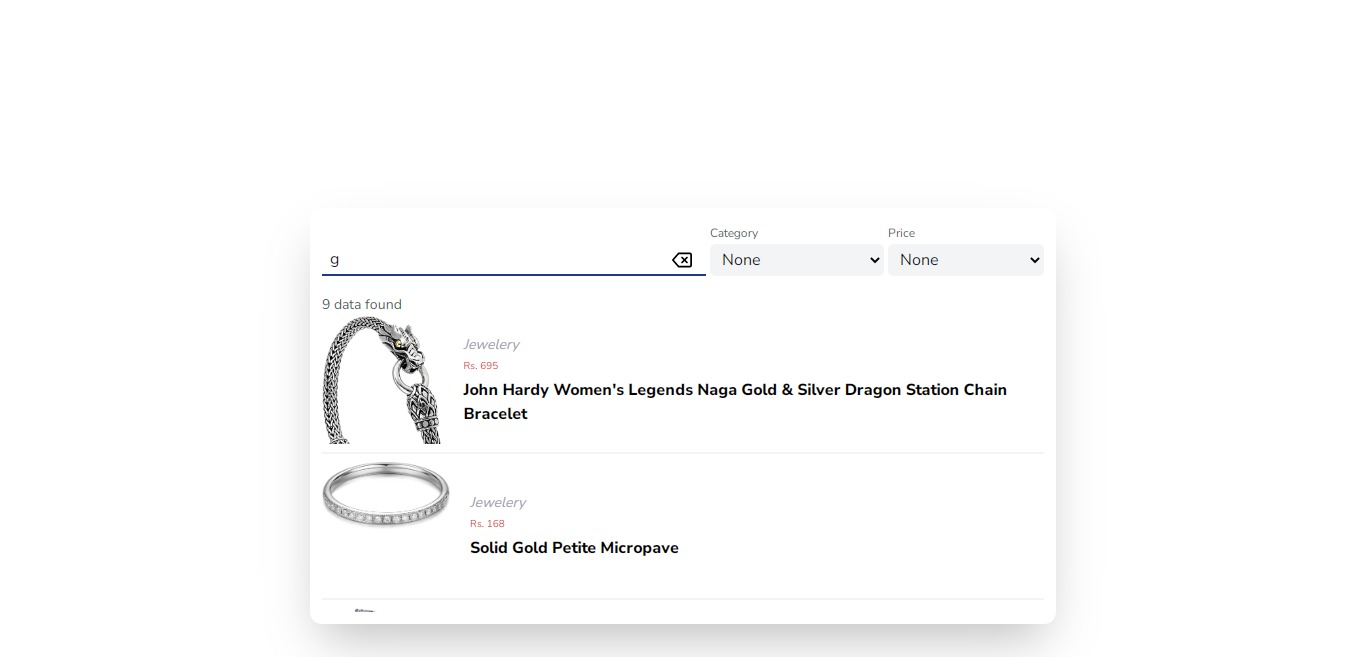 Category
Price
g
None
None
9 data found
Jewelery
Rs. 695
John Hardy Women's Legends Naga Gold & Silver Dragon Station Chain
Bracelet
Jewelery
Rs. 168
Solid Gold Petite Micropave